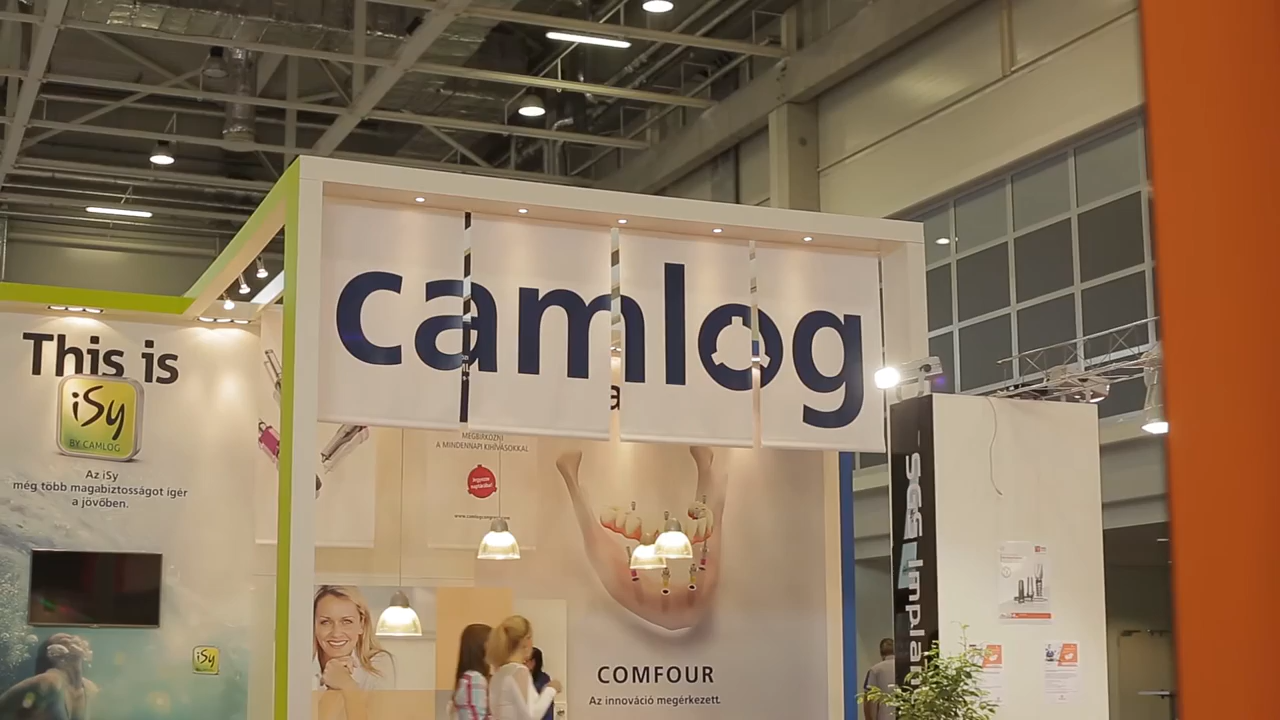 camlog
This is
iSy
BY CAMLOG
Az iSy
még több magabiztosságot ígér
a jövőben.
MEGBIRKÓZNI
A MINDENNAPI KIHÍVÁSOKKAL
iSy
COMFOUR
Az innováció megérkezett.
SGS Implan